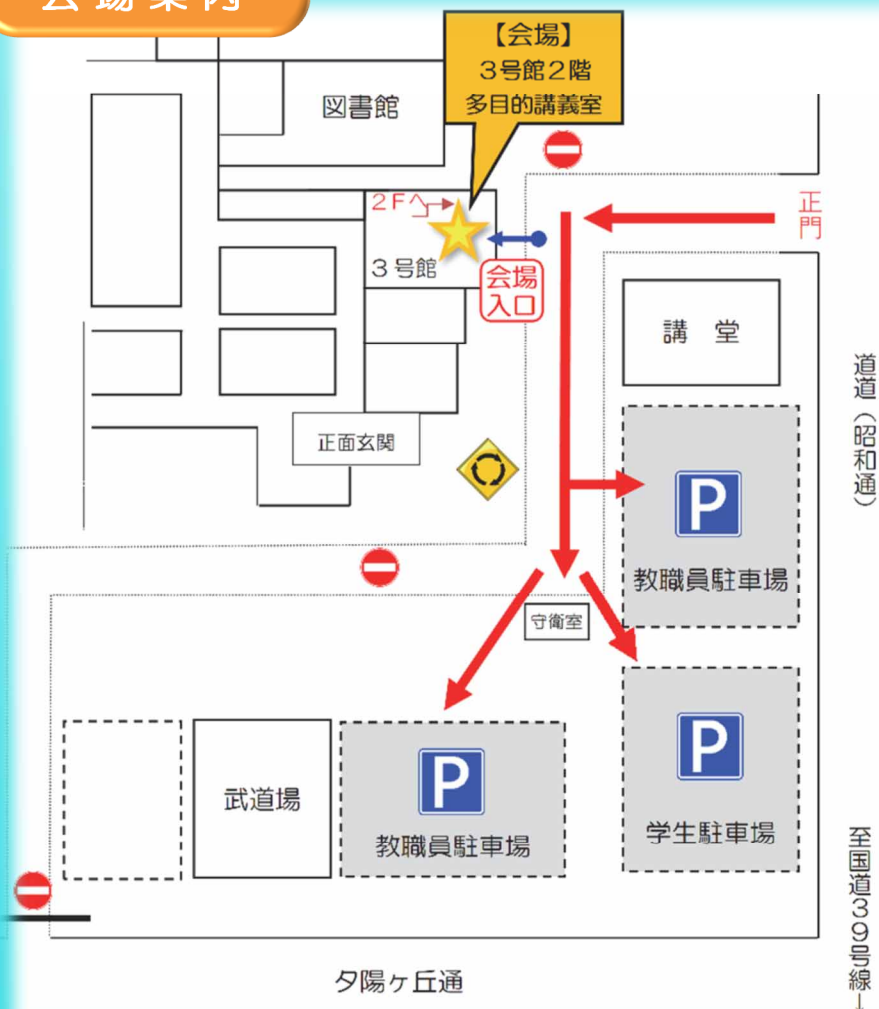 会場案内
【会場】
３号館２階
多目的講義室
図書館
２Fへ
正門
３号館
会場
入口
講堂
道道（昭和通）
正面玄関
P
教職員駐車場
守衛室
P
学生駐車場
P
教職員駐車場
武道場
至国道３９号線→
夕陽ヶ丘通